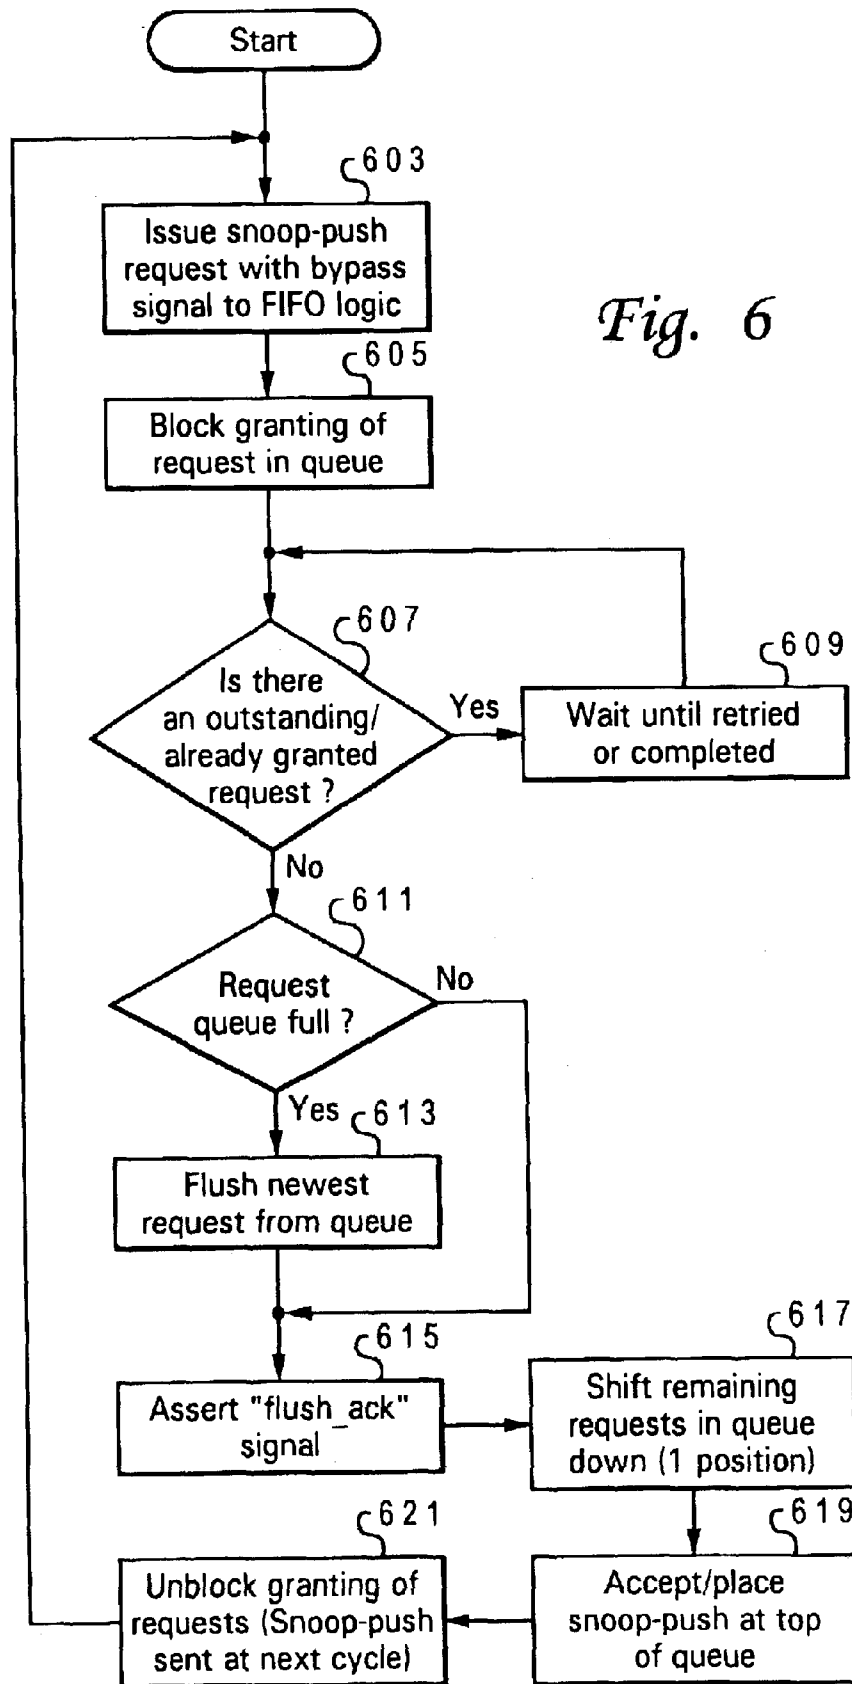 Start
603
Issue snoop-push
request with bypass
signal to FIFO logic
Fig. 6
605
Block granting of
request in queue
607
Is there
an outstanding/
already granted
request ?
Yes
609
Wait until retried
or completed
No
611
Request
queue full ?
No
Yes
613
Flush newest
request from queue
615
Assert "flush_ack"
signal
617
Shift remaining
requests in queue
down (1 position)
619
Accept/place
snoop-push at top
of queue
621
Unblock granting of
requests (Snoop-push
sent at next cycle)